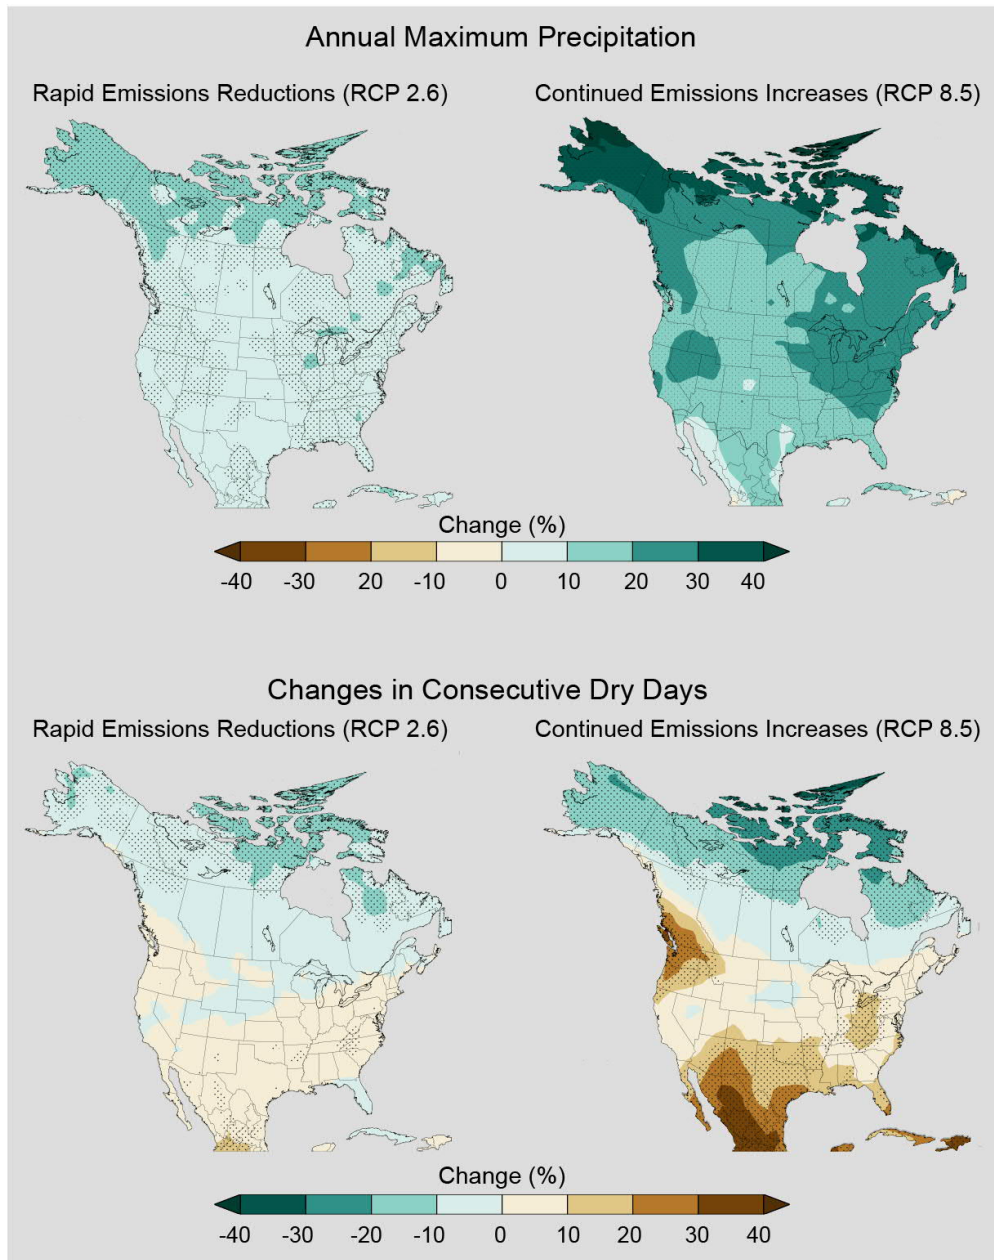 Annual Maximum Precipitation
Rapid Emissions Reductions (RCP 2.6) Continued Emissions Increases (RCP 8.5)
Change (%)
-40 -30 20 -10 0 10 20 30 40
Changes in Consecutive Dry Days
Rapid Emissions Reductions (RCP 2.6) Continued Emissions Increases (RCP 8.5)
Change (%)
-40 -30 -20 -10 0 10 20 30 40